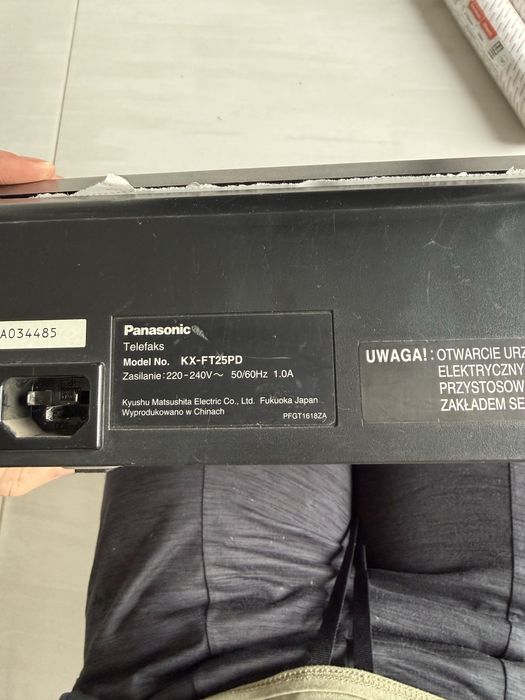 A034485
Panasonic
Telefaks
Model No. KX-FT25PD
Zasilanie: 220-240V~ 50/60Hz 1.0A
Kyushu Matsushita Electric Co., Ltd. Fukuoka Japan
Wyprodukowano w Chinach
PFGT1618ZA
UWAGA! : OTWARCIE URZ
ELEKTRYCZNY
PRZYSTOSOW
ZAKŁADEM SE